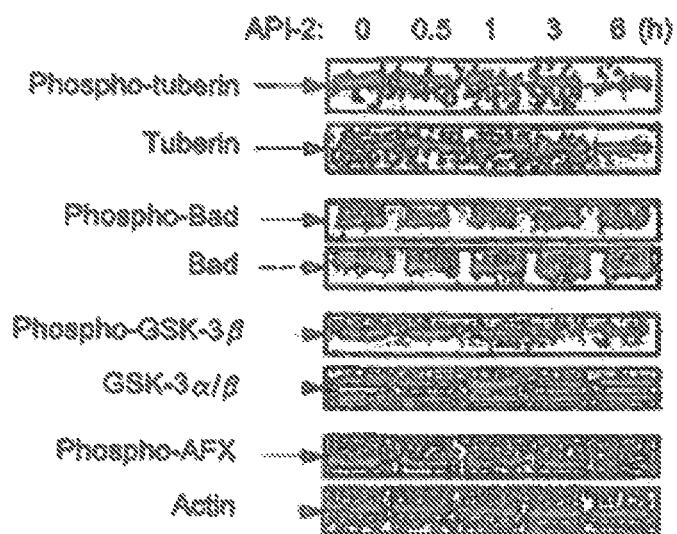 API-2: 0 0.5 1 3 6 (h)
Phospho-tuberin
Tuberin
Phospho-Bad
Bad
Phospho-GSK-3β
GSK-3α/β
Phospho-AFX
Actin